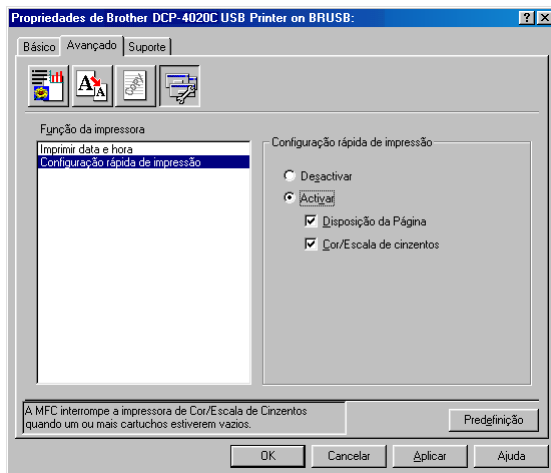 Propriedades de Brother DCP-4020C USB Printer on BRUSB:
Básico Avançado Suporte
Função da impressora
Imprimir data e hora
Configuração rápida de impressão
Configuração rápida de impressão
Desactivar
Activar
Disposição da Página
Cor/Escala de cinzentos
A MFC interrompe a impressora de Cor/Escala de Cinzentos
quando um ou mais cartuchos estiverem vazios.
Predefinição
OK Cancelar Aplicar Ajuda